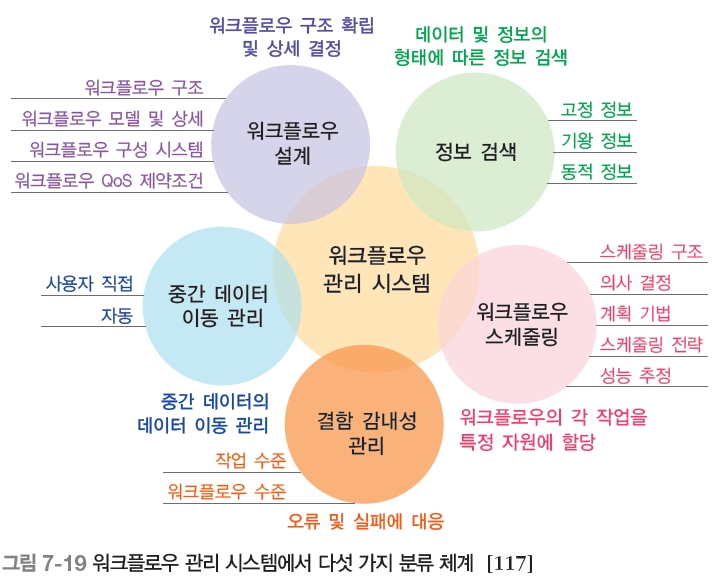 워크플로우 구조 확립
및 상세 결정
워크플로우 구조
워크플로우 모델 및 상세
워크플로우 구성 시스템
워크플로우 QoS 제약조건
워크플로우
설계
데이터 및 정보의
형태에 따른 정보 검색
정보 검색
고정 정보
기왕 정보
동적 정보
워크플로우
관리 시스템
사용자 직접
자동
중간 데이터
이동 관리
중간 데이터의
데이터 이동 관리
워크플로우
스케줄링
스케줄링 구조
의사 결정
계획 기법
스케줄링 전략
성능 추정
워크플로우의 각 작업을
특정 자원에 할당
결함 감내성
관리
작업 수준
워크플로우 수준
오류 및 실패에 대응
그림 7-19 워크플로우 관리 시스템에서 다섯 가지 분류 체계 [117]